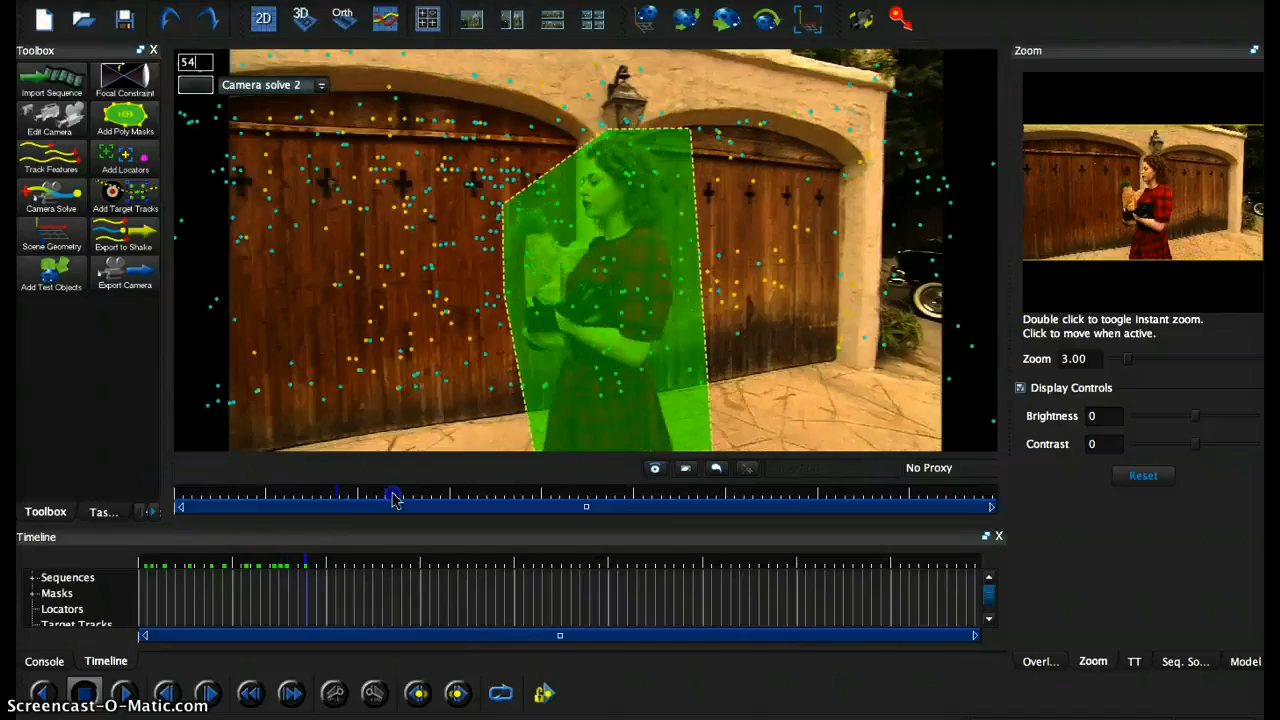 2D
3D
Orth
Toolbox
X
54
Camera solve 2
Zoom
Import Sequence
Focal Constraint
Edit Camera
Add Poly Masks
Track Features
Add Locators
Camera Solve
Add Target Tracks
Scene Geometry
Export to Shake
Add Test Objects
Export Camera
Double click to toogle instant zoom.
Click to move when active.
Zoom 3.00
Display Controls
Brightness 0
Contrast 0
Reset
No Proxy
Toolbox
Tas...
Timeline
X
Sequences
Masks
Locators
Target Tracks
Console
Timeline
Overl...
Zoom
TT
Seq. So...
Model
Screencast-O-Matic.com